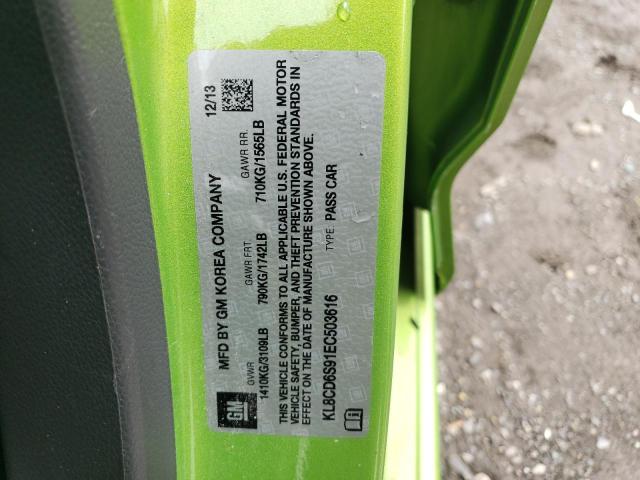 MFD BY GM KOREA COMPANY 12/13
GVWR GAWR FRT. GAWR RR.
1410KG/3109LB 790KG/1742LB 710KG/1565LB
THIS VEHICLE CONFORMS TO ALL APPLICABLE U.S. FEDERAL MOTOR
VEHICLE SAFETY, BUMPER, AND THEFT PREVENTION STANDARDS IN
EFFECT ON DATE OF MANUFACTURE SHOWN ABOVE.
KL8CD6S91EC503616 TYPE: PASS CAR
GM